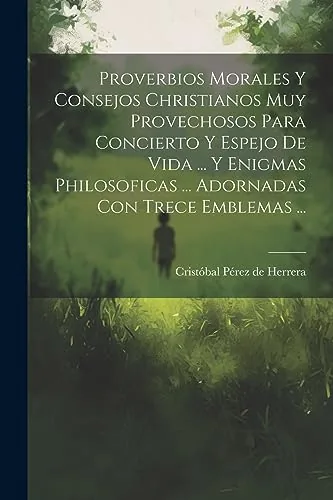 Proverbios Morales Y
Consejos Christianos Muy
Provechosos Para
Concierto Y Espejo De
Vida ... Y Enigmas
Philosoficas ... Adornadas
Con Trece Emblemas ...
Cristóbal Pérez de Herrera